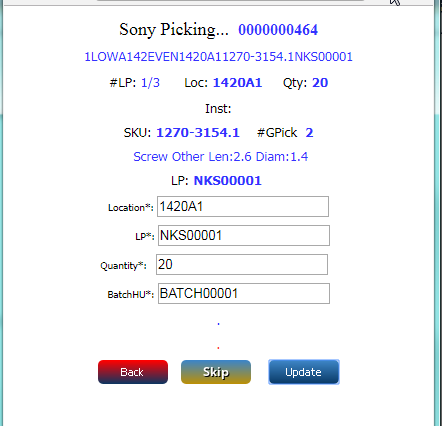 Sony Picking... 0000000464
1LOWA142EVEN1420A11270-3154.1NKS00001
#LP: 1/3 Loc: 1420A1 Qty: 20
Inst:
SKU: 1270-3154.1 #GPick 2
Screw Other Len:2.6 Diam:1.4
LP: NKS00001
Location*: 1420A1
LP*: NKS00001
Quantity*: 20
BatchHU*: BATCH00001
.
.
Back Skip Update